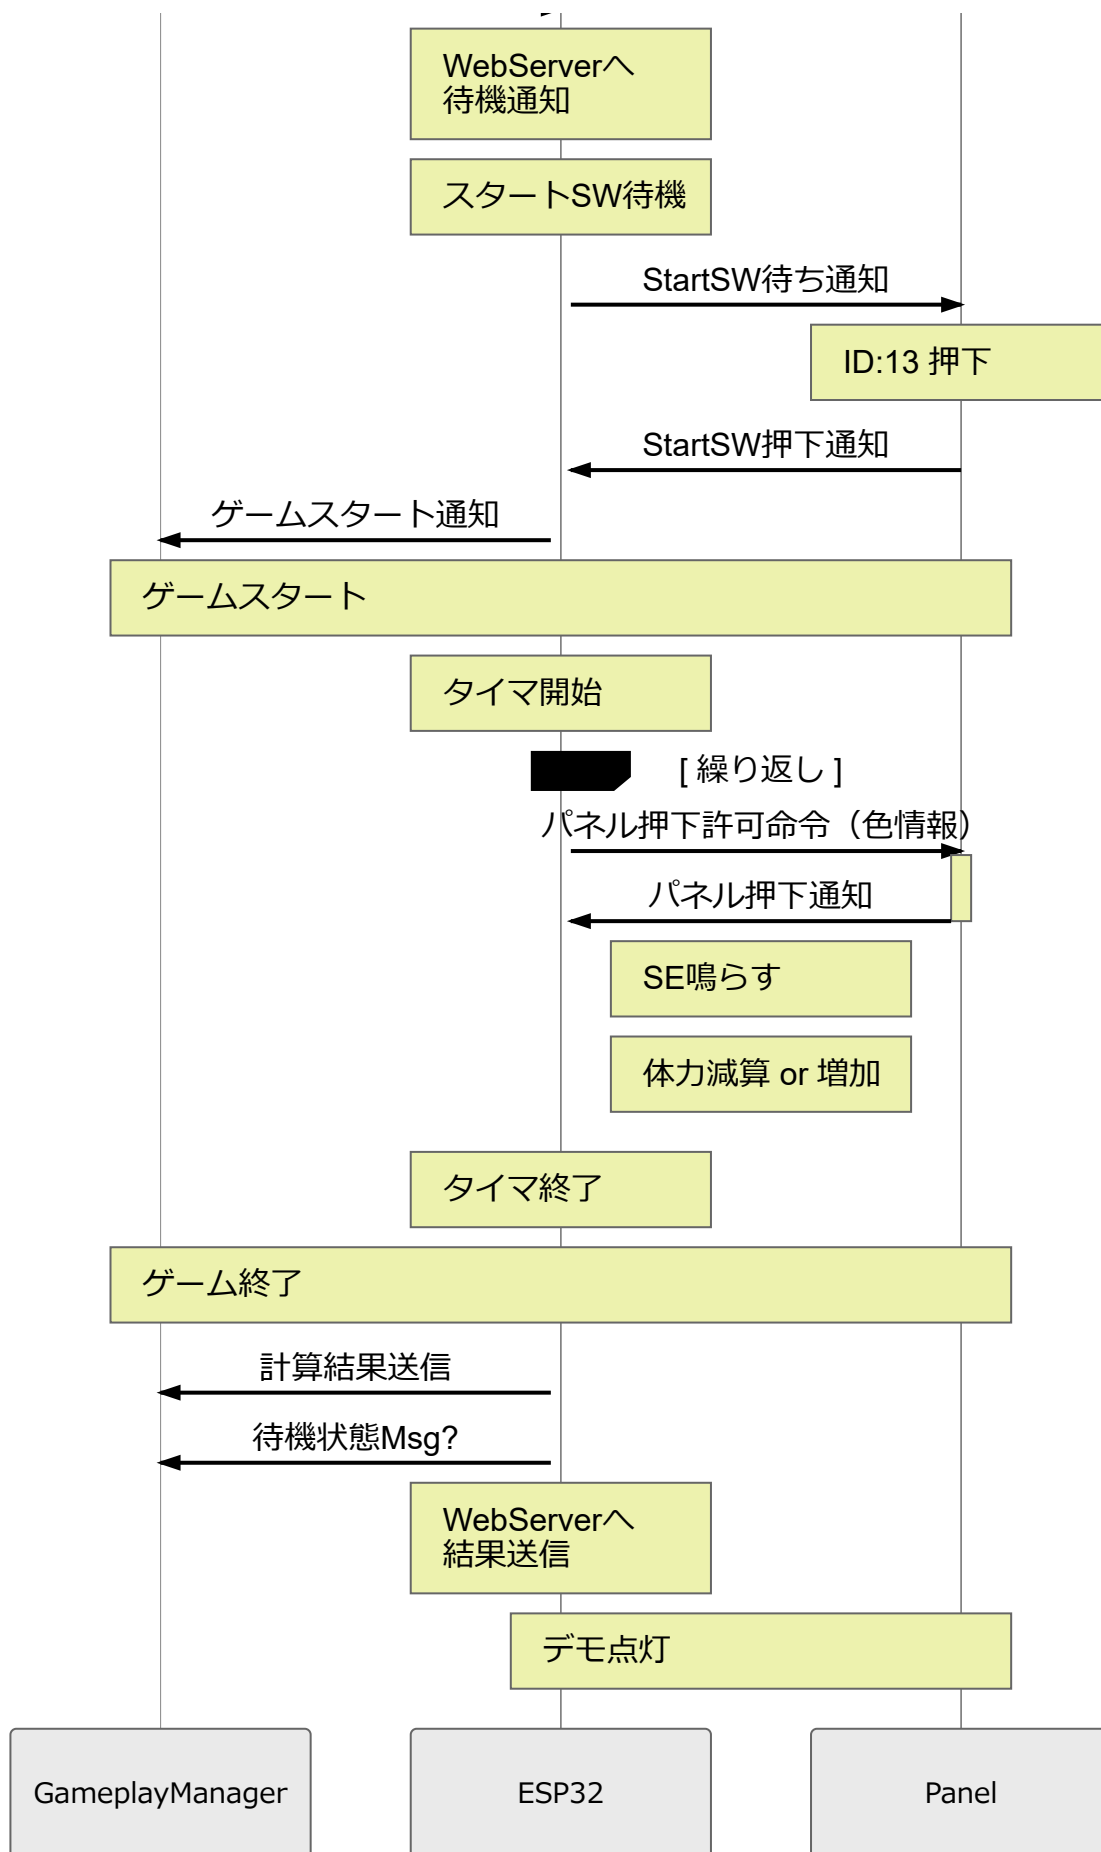 WebServerへ
待機通知
スタートSW待機
StartSW待ち通知
ID:13 押下
StartSW押下通知
ゲームスタート通知
ゲームスタート
タイマ開始
[ 繰り返し ]
パネル押下許可命令（色情報）
パネル押下通知
SE鳴らす
体力減算 or 増加
タイマ終了
ゲーム終了
計算結果送信
待機状態Msg?
WebServerへ
結果送信
デモ点灯
GameplayManager
ESP32
Panel